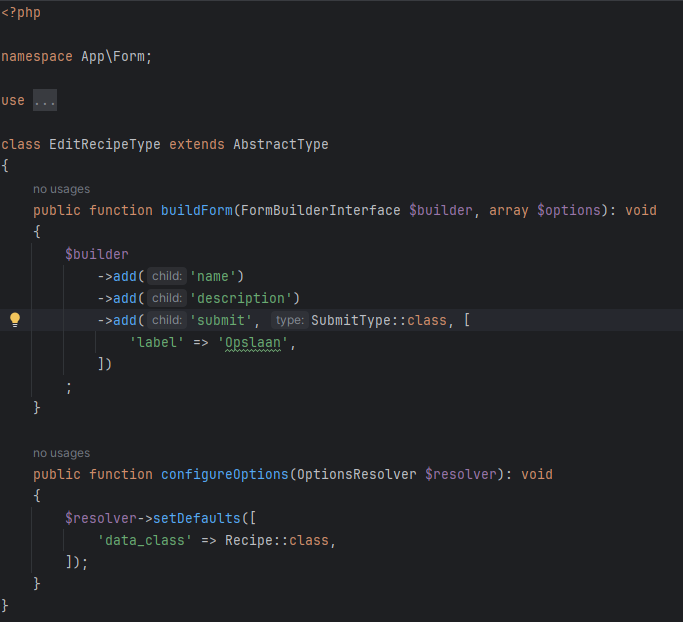 <?php
namespace App\Form;
use ...
class EditRecipeType extends AbstractType
{
no usages
public function buildForm(FormBuilderInterface $builder, array $options): void
{
$builder
->add( child: 'name')
->add( child: 'description')
->add( child: 'submit', type: SubmitType::class, [
'label' => 'Opslaan',
])
;
}
no usages
public function configureOptions(OptionsResolver $resolver): void
{
$resolver->setDefaults([
'data_class' => Recipe::class,
]);
}
}